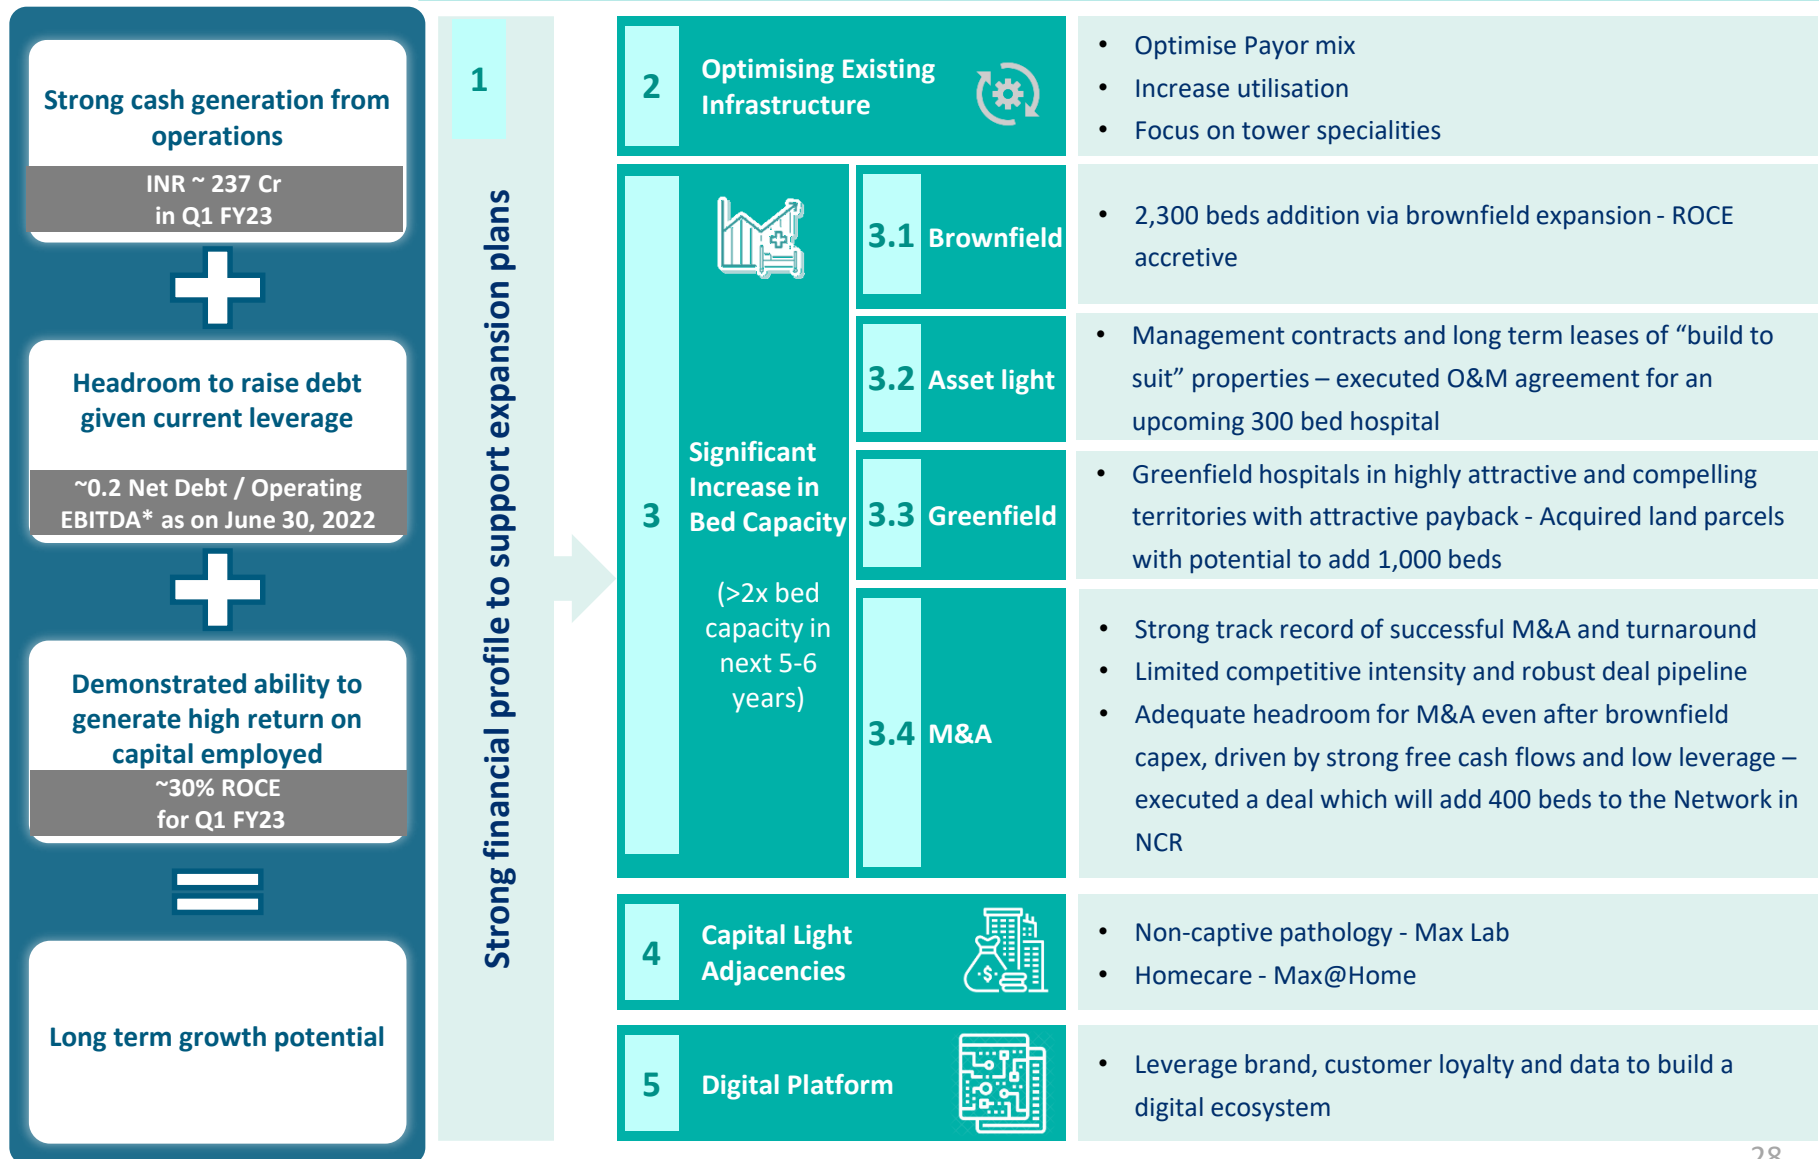 Strong cash generation from
operations
INR ~ 237 Cr
in Q1 FY23
Headroom to raise debt
given current leverage
~0.2 Net Debt / Operating
EBITDA* as on June 30, 2022
Demonstrated ability to
generate high return on
capital employed
~30% ROCE
for Q1 FY23
Long term growth potential
1
Strong financial profile to support expansion plans
2
Optimising Existing
Infrastructure
• Optimise Payor mix
• Increase utilisation
• Focus on tower specialities
3
Significant
Increase in
Bed Capacity
(>2x bed
capacity in
next 5-6
years)
3.1 Brownfield
• 2,300 beds addition via brownfield expansion - ROCE
accretive
3.2 Asset light
• Management contracts and long term leases of “build to
suit” properties – executed O&M agreement for an
upcoming 300 bed hospital
3.3 Greenfield
• Greenfield hospitals in highly attractive and compelling
territories with attractive payback - Acquired land parcels
with potential to add 1,000 beds
3.4 M&A
• Strong track record of successful M&A and turnaround
• Limited competitive intensity and robust deal pipeline
• Adequate headroom for M&A even after brownfield
capex, driven by strong free cash flows and low leverage –
executed a deal which will add 400 beds to the Network in
NCR
4
Capital Light
Adjacencies
$
• Non-captive pathology - Max Lab
• Homecare - Max@Home
5
Digital Platform
• Leverage brand, customer loyalty and data to build a
digital ecosystem
28